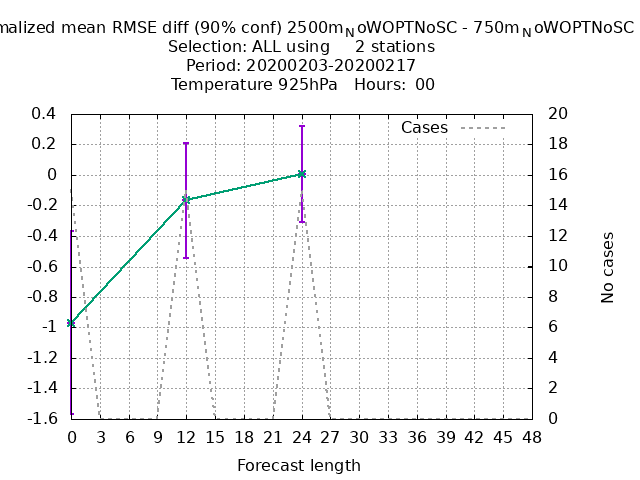 malized mean RMSE diff (90% conf) 2500mNoWOPTNoSC - 750mNoWOPTNoSC
Selection: ALL using 2 stations
Period: 20200203-20200217
Temperature 925hPa Hours: 00
Cases
0.4
0.2
0
-0.2
-0.4
-0.6
-0.8
-1
-1.2
-1.4
-1.6
20
18
16
14
12
10
8
6
4
2
0
No cases
0 3 6 9 12 15 18 21 24 27 30 33 36 39 42 45 48
Forecast length